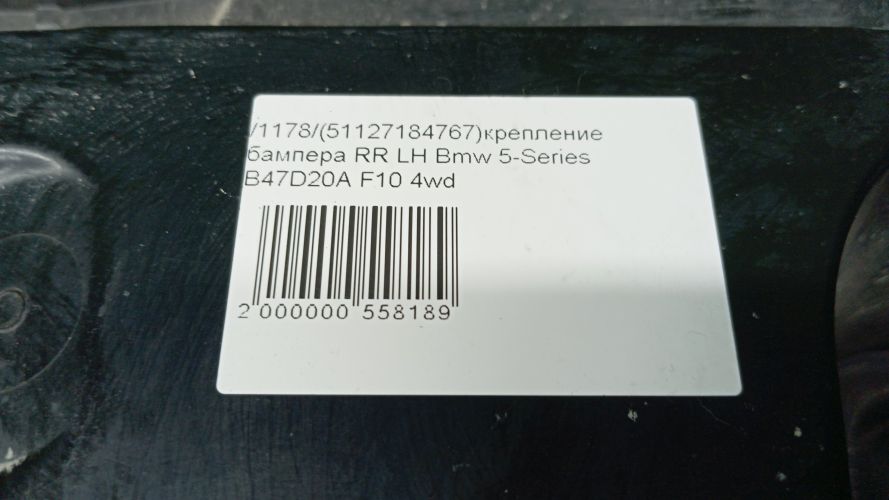 /1178/(51127184767)крепление
бампера RR LH Bmw 5-Series
B47D20A F10 4wd
2 000000 558189